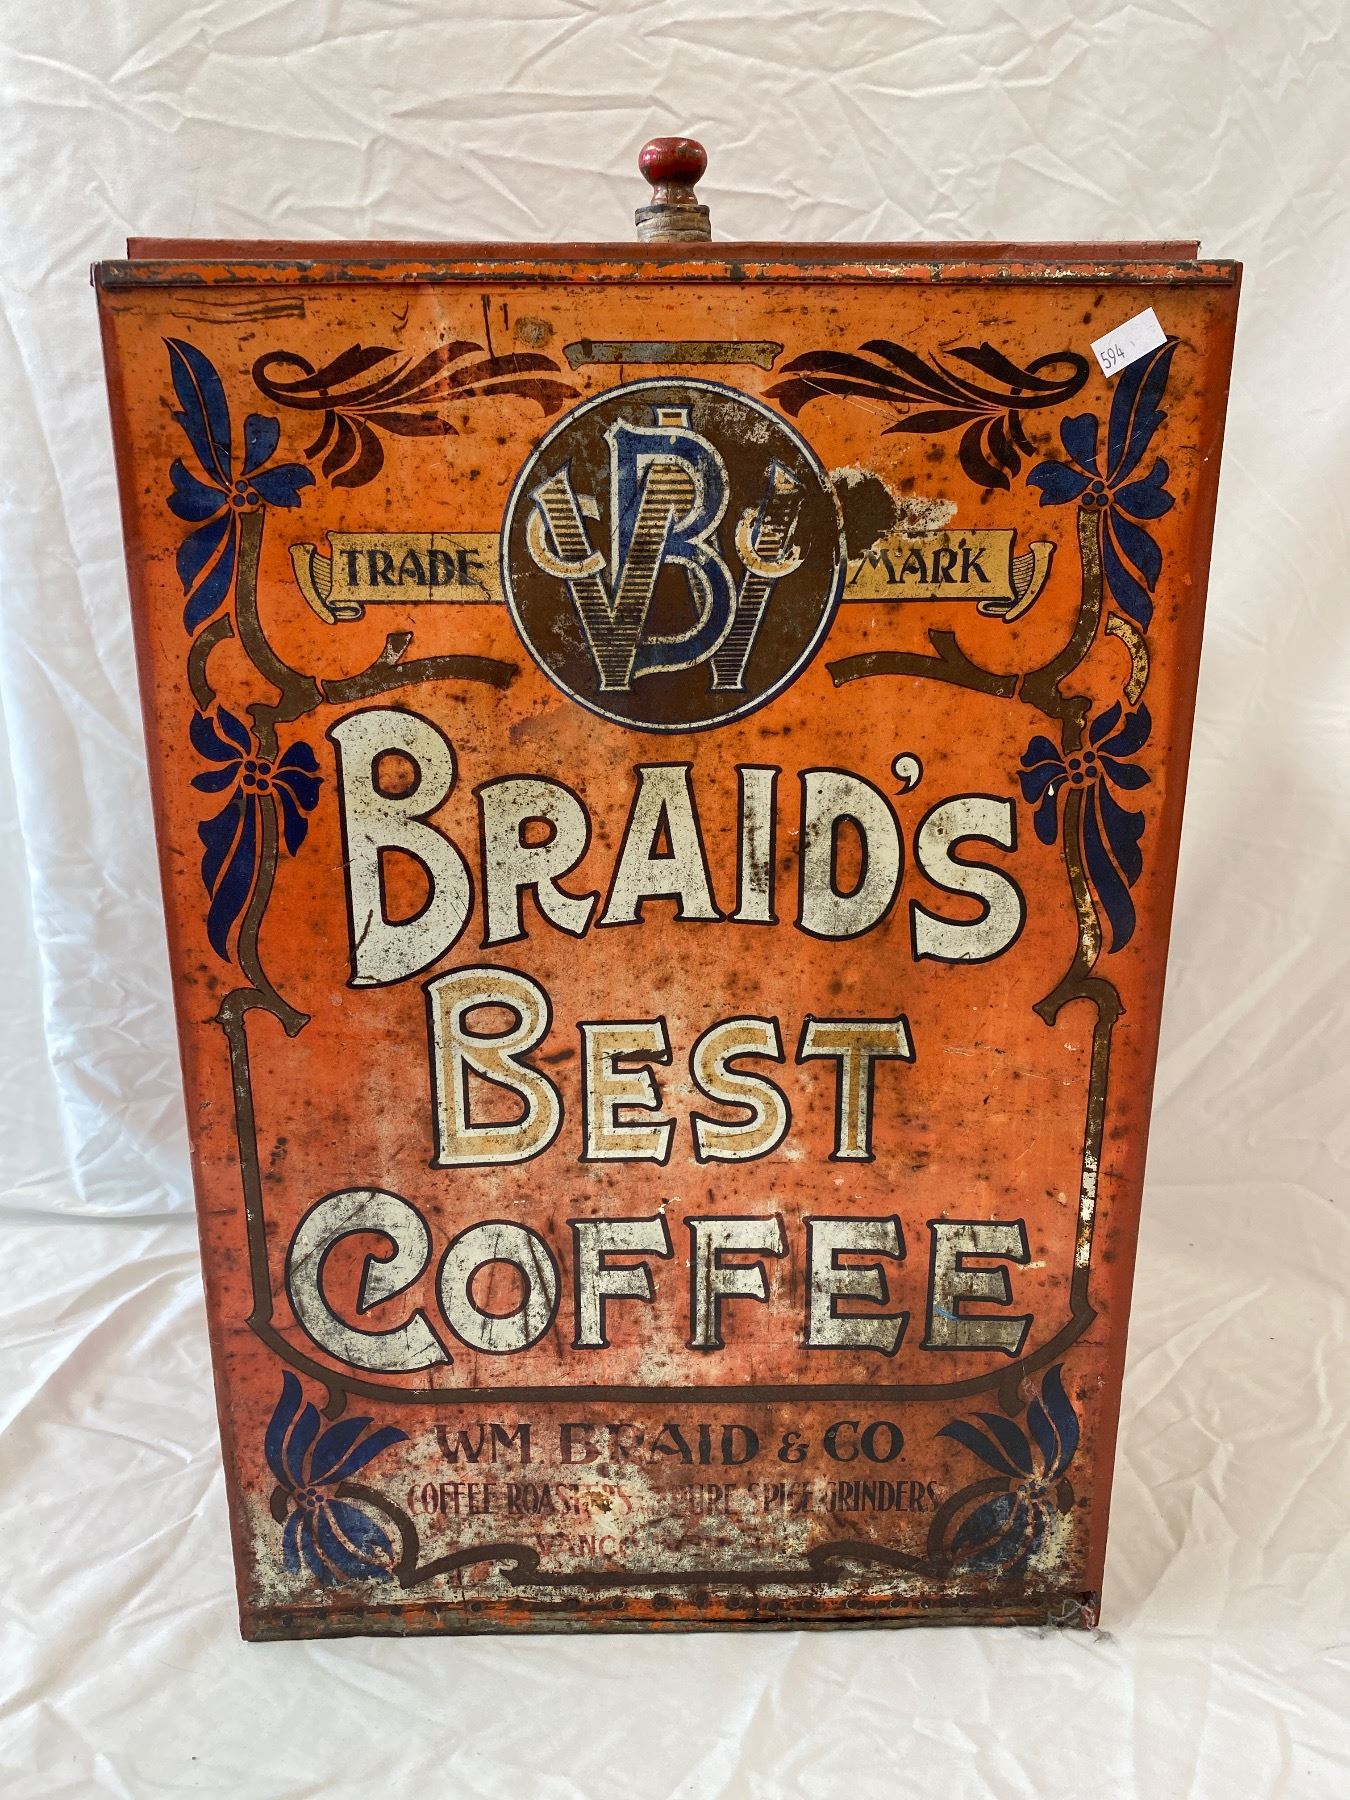 594
WB
TRADE MARK
BRAID'S
BEST
COFFEE
WM. BRAID & CO.
COFFEE ROASTERS PURE SPICE GRINDERS